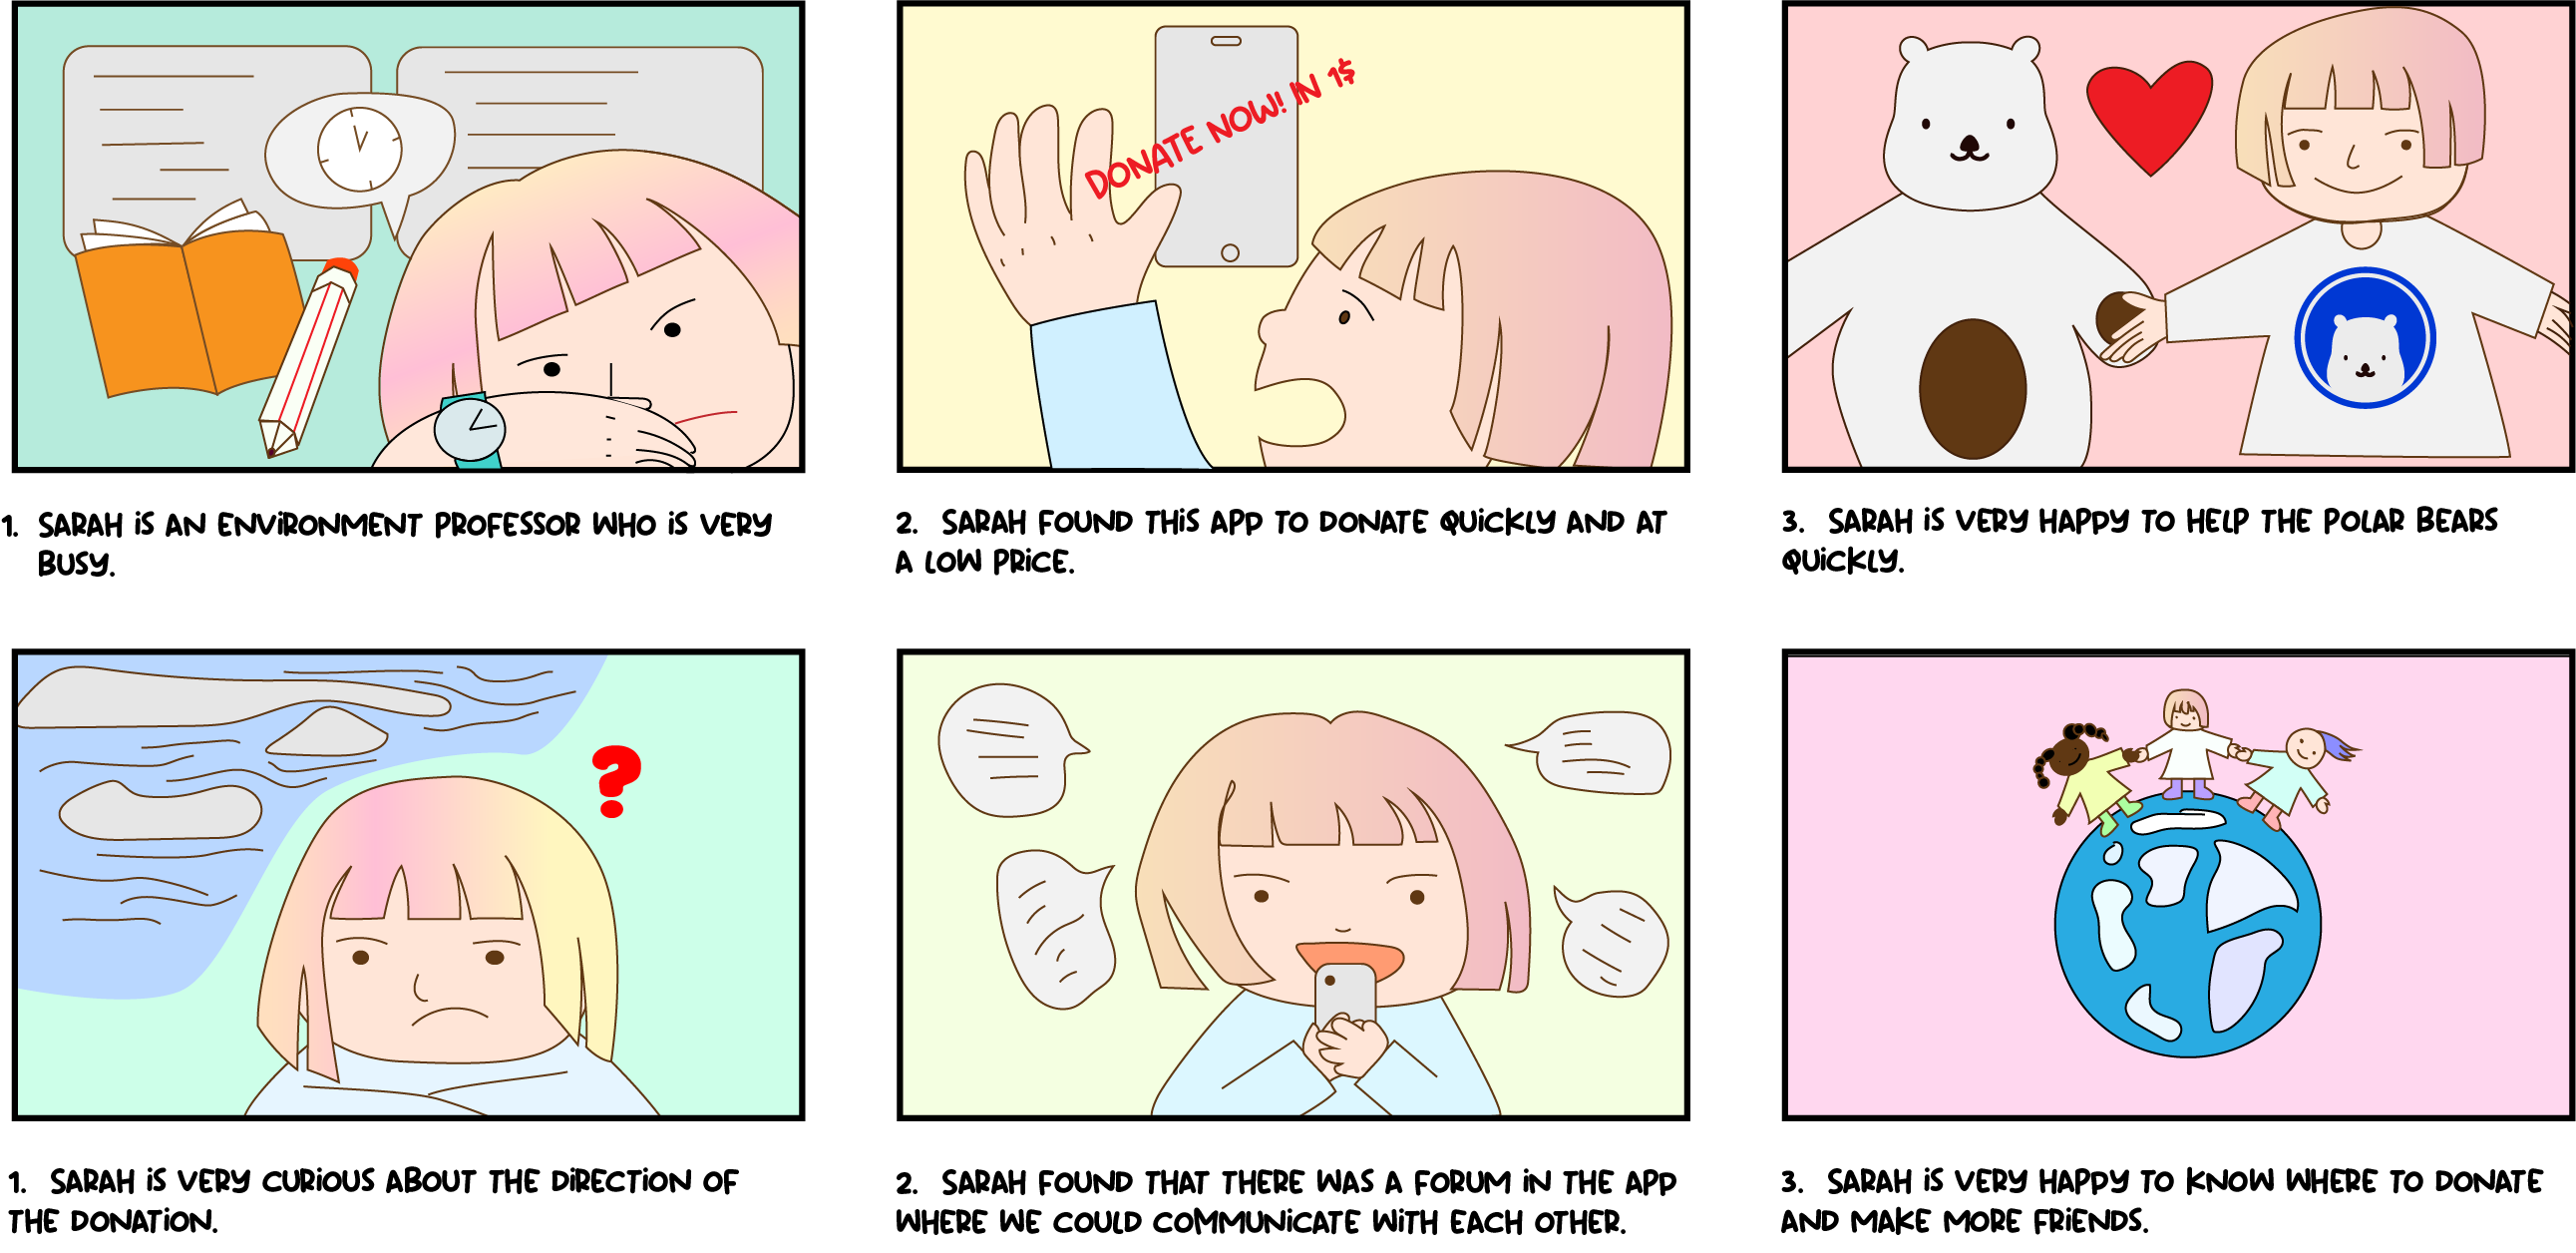 DONATE NOW! IN 1$
1. SARAH IS AN ENVIRONMENT PROFESSOR WHO IS VERY
BUSY.
2. SARAH FOUND THIS APP TO DONATE QUICKLY AND AT
A LOW PRICE.
3. SARAH IS VERY HAPPY TO HELP THE POLAR BEARS
QUICKLY.
?
1. SARAH IS VERY CURIOUS ABOUT THE DIRECTION OF
THE DONATION.
2. SARAH FOUND THAT THERE WAS A FORUM IN THE APP
WHERE WE COULD COMMUNICATE WITH EACH OTHER.
3. SARAH IS VERY HAPPY TO KNOW WHERE TO DONATE
AND MAKE MORE FRIENDS.